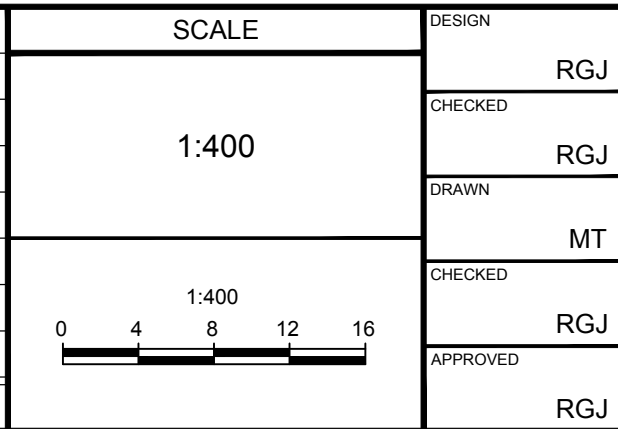 SCALE
1:400
1:400
0 4 8 12 16
DESIGN
RGJ
CHECKED
RGJ
DRAWN
MT
CHECKED
RGJ
APPROVED
RGJ